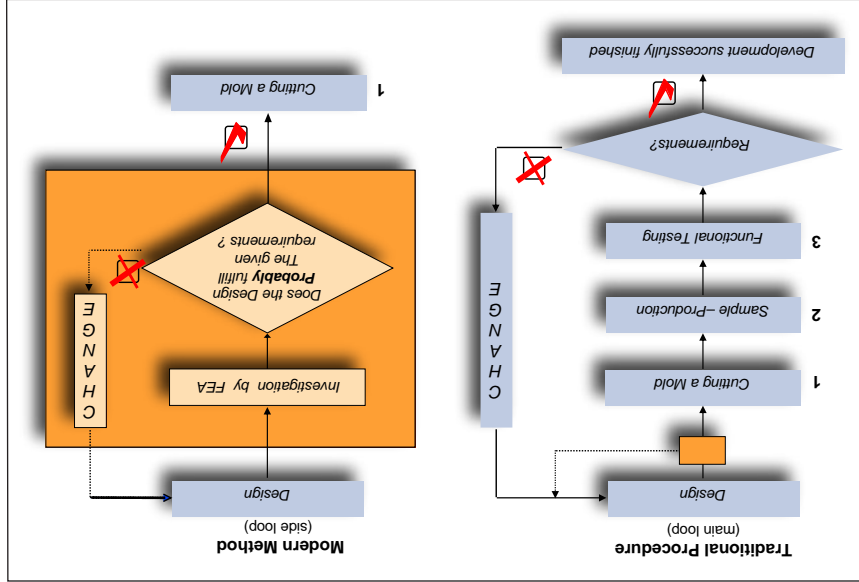 Traditional Procedure
(main loop)
Design
1 Cutting a Mold
2 Sample –Production
3 Functional Testing
Requirements?
Development successfully finished
C
H
A
N
G
E
Modern Method
(side loop)
Design
Investigation by FEA
Does the Design
Probably fulfill
The given
requirements ?
C
H
A
N
G
E
1 Cutting a Mold